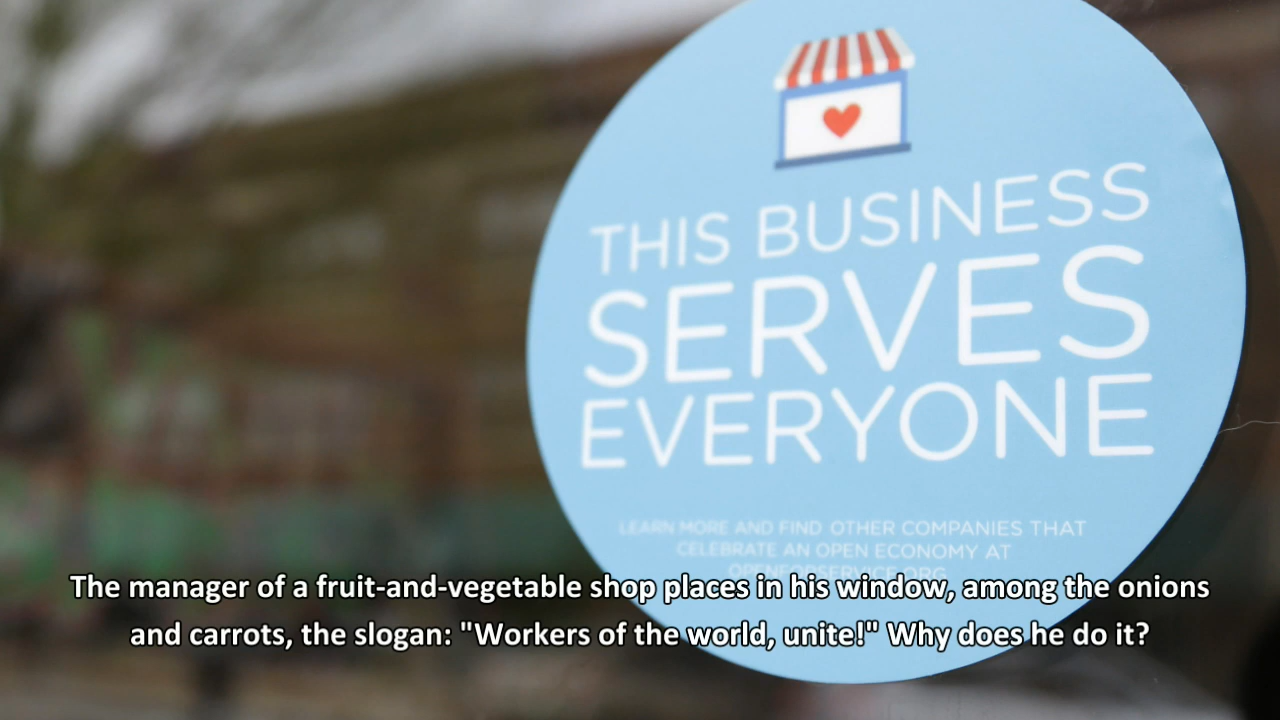 THIS BUSINESS
SERVES
EVERYONE
LEARN MORE AND FIND OTHER COMPANIES THAT
CELEBRATE AN OPEN ECONOMY AT
OPENFORSERVICE.ORG
The manager of a fruit-and-vegetable shop places in his window, among the onions
and carrots, the slogan: "Workers of the world, unite!" Why does he do it?